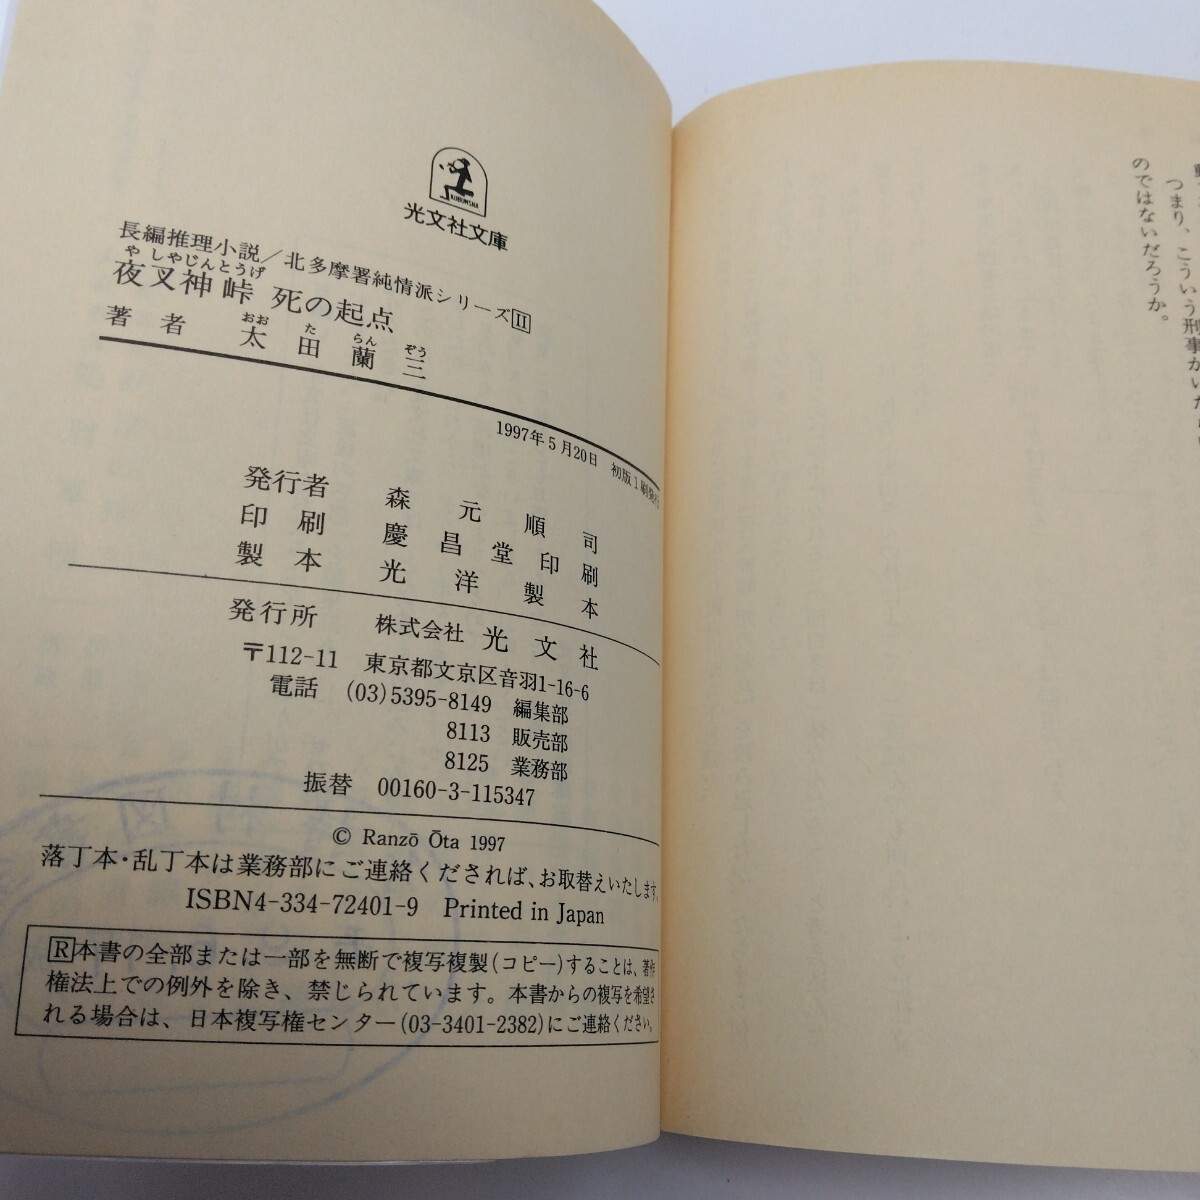 KOBUNSHA
光文社文庫
長編推理小説/北多摩署純情派シリーズ11
や しゃじんとうげ
夜叉神峠 死の起点
おお た らん ぞう
著者 太田蘭三
1997年5月20日 初版1刷発行
発行者 森元順司
印刷 慶昌堂印刷
製本 光洋製本
発行所 株式会社 光文社
〒112-11 東京都文京区音羽1-16-6
電話 (03)5395-8149 編集部
8113 販売部
8125 業務部
振替 00160-3-115347
© Ranzō Ōta 1997
落丁本・乱丁本は業務部にご連絡くだされば、お取替えいたします。
ISBN4-334-72401-9 Printed in Japan
R本書の全部または一部を無断で複写複製(コピー)することは、著作
権法上での例外を除き、禁じられています。本書からの複写を希望さ
れる場合は、日本複写権センター(03-3401-2382)にご連絡ください。
つまり、こういう刑事がいた
のではないだろうか。